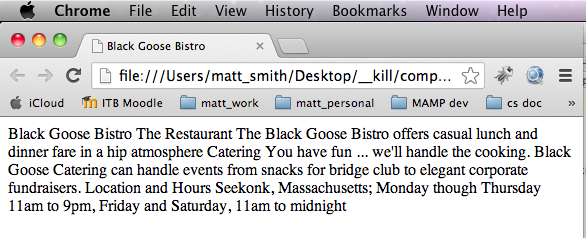 Chrome File Edit View History Bookmarks Window Help
Black Goose Bistro
file:///Users/matt_smith/Desktop/__kill/comp...
iCloud ITB Moodle matt_work matt_personal MAMP dev cs doc »
Black Goose Bistro The Restaurant The Black Goose Bistro offers casual lunch and
dinner fare in a hip atmosphere Catering You have fun ... we'll handle the cooking. Black
Goose Catering can handle events from snacks for bridge club to elegant corporate
fundraisers. Location and Hours Seekonk, Massachusetts; Monday though Thursday
11am to 9pm, Friday and Saturday, 11am to midnight